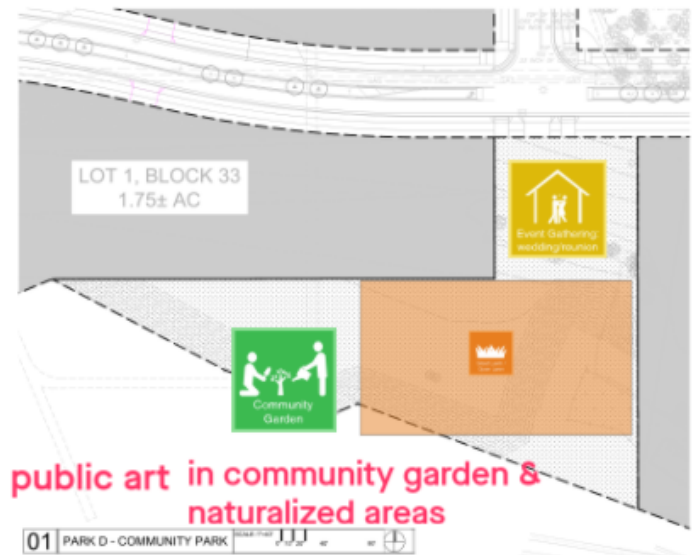 LOT 1, BLOCK 33
1.75± AC
Event Gathering:
wedding/reunion
Community
Garden
public art in community garden &
naturalized areas
01 PARK D - COMMUNITY PARK